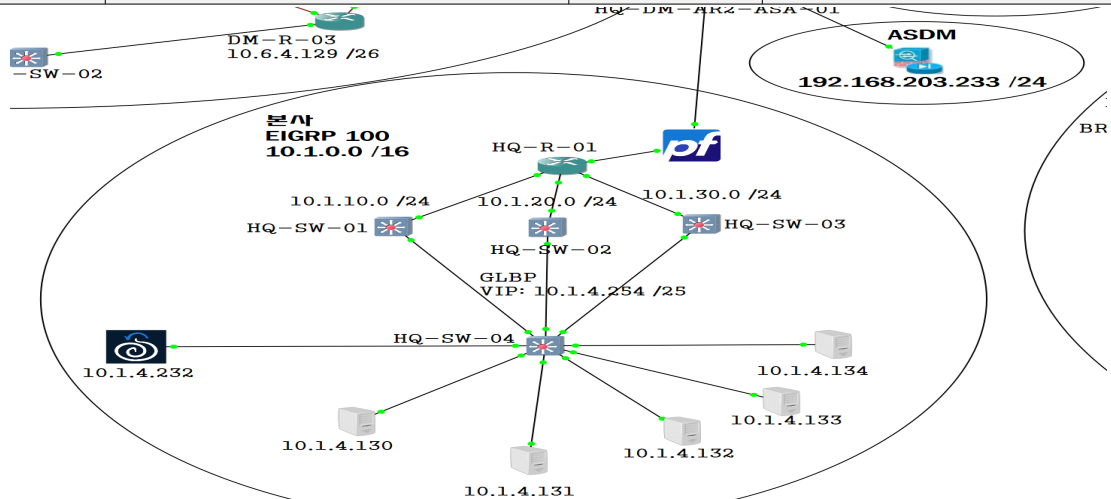 HQ-DM-AR2-ASA-01
DM-R-03
10.6.4.129 /26
-SW-02
ASDM
192.168.203.233 /24
본사
EIGRP 100
10.1.0.0 /16
BR
HQ-R-01
pf
10.1.10.0 /24
10.1.20.0 /24
10.1.30.0 /24
HQ-SW-01
HQ-SW-02
HQ-SW-03
GLBP
VIP: 10.1.4.254 /25
HQ-SW-04
10.1.4.232
10.1.4.134
10.1.4.133
10.1.4.130
10.1.4.132
10.1.4.131